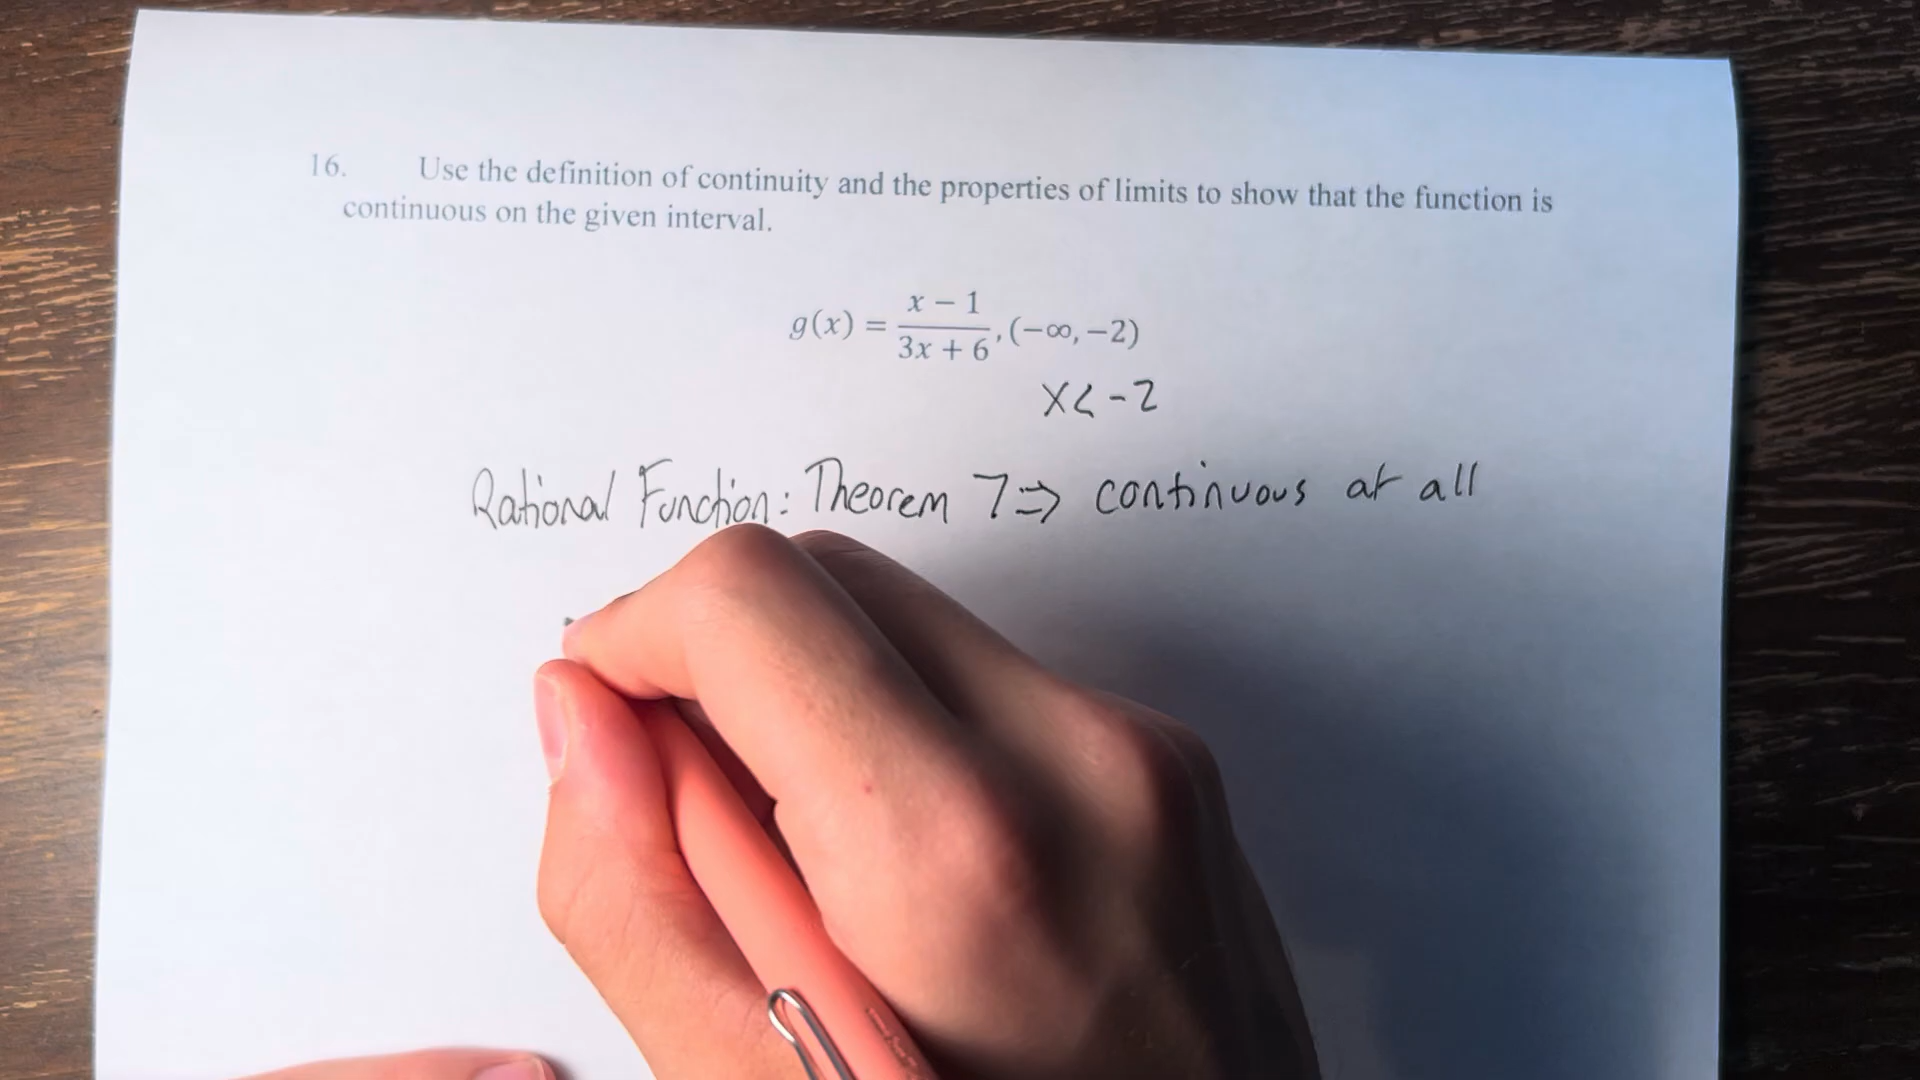 16. Use the definition of continuity and the properties of limits to show that the function is
continuous on the given interval.
g(x) = x − 1 / 3x + 6, (−∞, −2)
x < -2
Rational Function: Theorem 7 ⇒ continuous at all